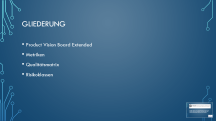 GLIEDERUNG
Product Vision Board Extended
Metriken
Qualitätsmatrix
Risikoklassen